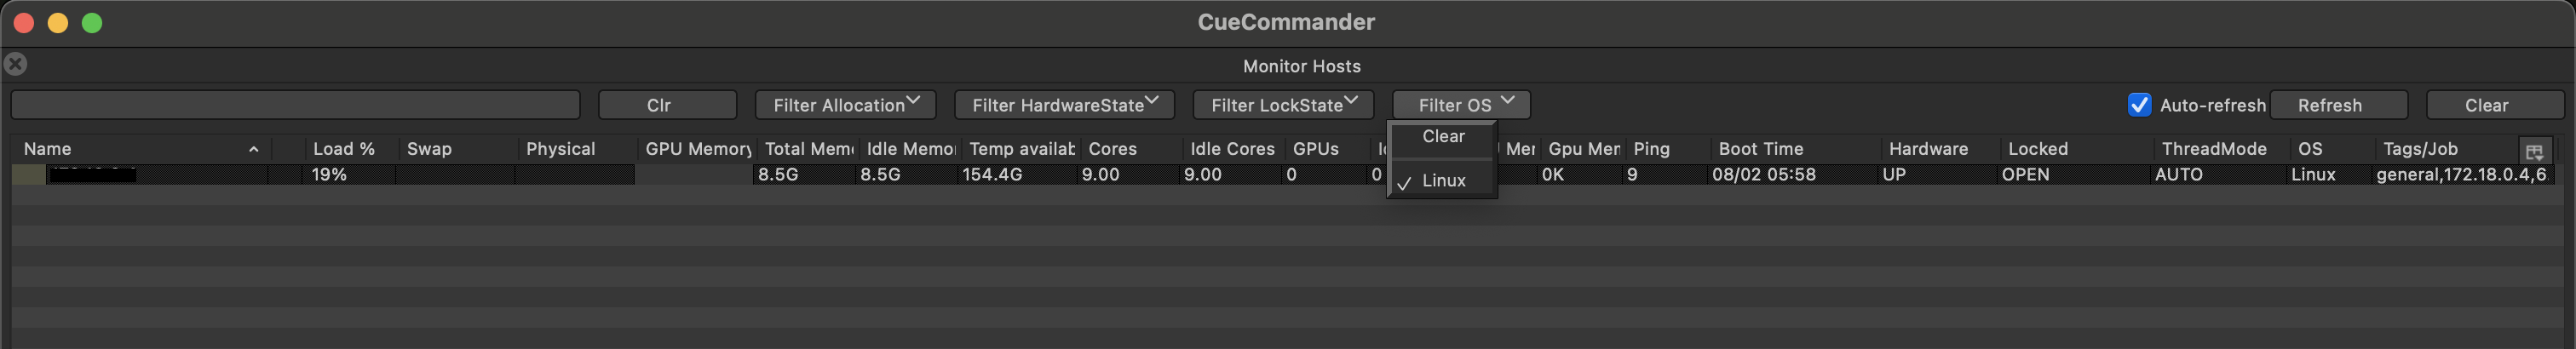 CueCommander
Monitor Hosts
Clr Filter Allocation Filter HardwareState Filter LockState Filter OS Auto-refresh Refresh Clear
Clear
Linux
Name Load % Swap Physical GPU Memory Total Mem Idle Memo Temp availab Cores Idle Cores GPUs Mer Gpu Mer Ping Boot Time Hardware Locked ThreadMode OS Tags/Job
19% 8.5G 8.5G 154.4G 9.00 9.00 0 0 0K 9 08/02 05:58 UP OPEN AUTO Linux general,172.18.0.4,6.